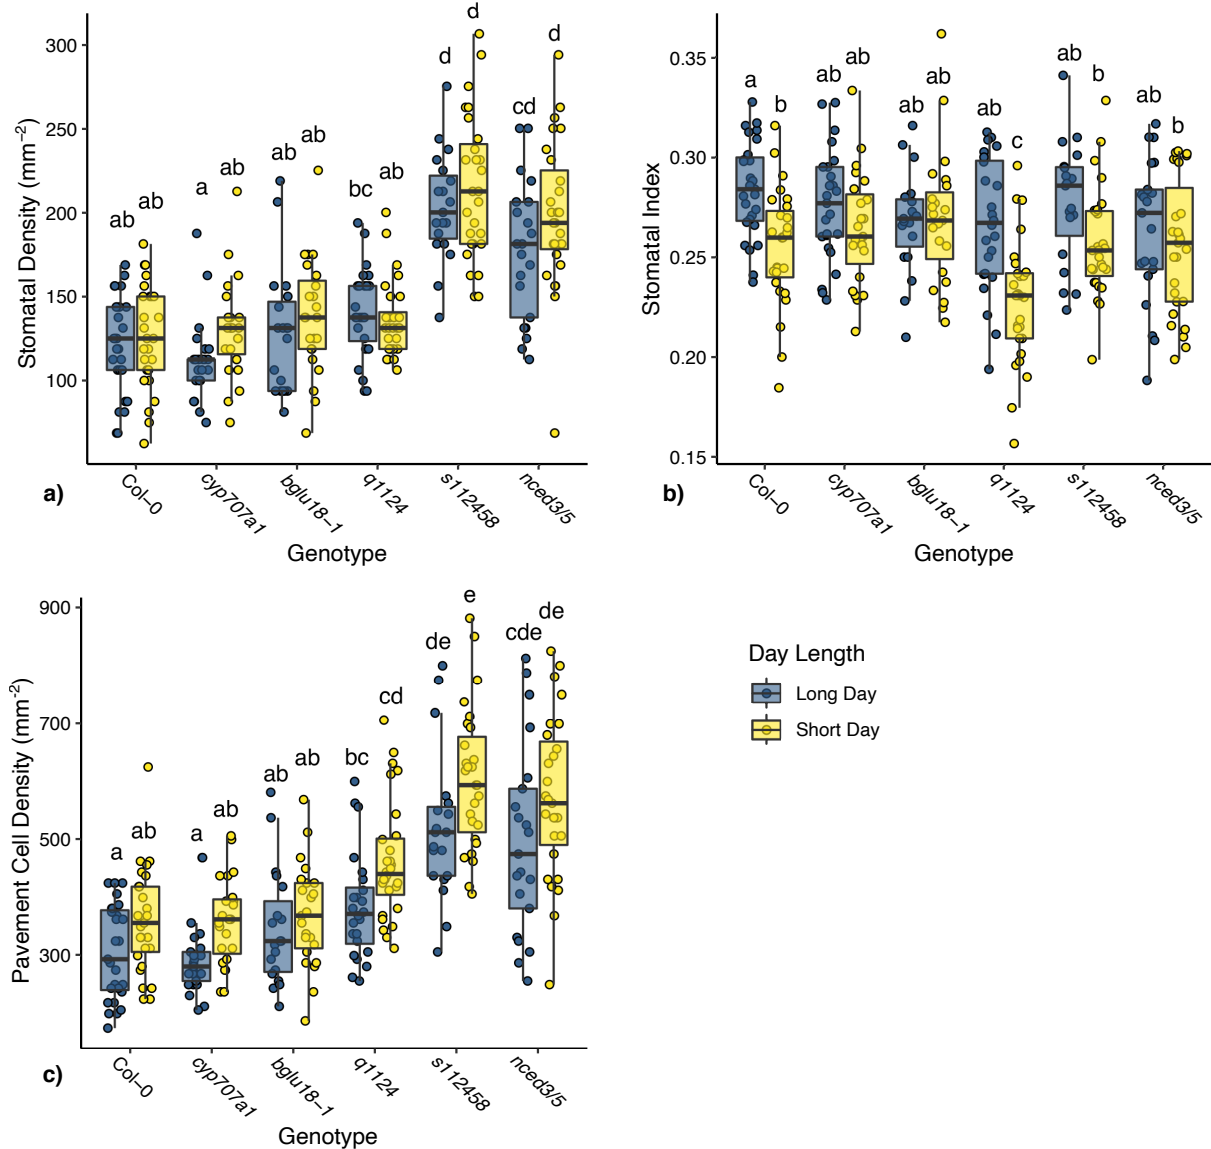 Stomatal Density (mm⁻²)
300
250
200
150
100
ab
ab
a
ab
ab
ab
bc
ab
d
d
cd
d
Col−0
cyp707a1
bglu18−1
q1124
s112458
nced3/5
a)
Genotype
Stomatal Index
0.35
0.30
0.25
0.20
0.15
a
b
ab
ab
ab
ab
ab
c
ab
b
ab
b
Col−0
cyp707a1
bglu18−1
q1124
s112458
nced3/5
b)
Genotype
Pavement Cell Density (mm⁻²)
900
700
500
300
a
ab
a
ab
ab
ab
bc
cd
de
e
cde
de
Col−0
cyp707a1
bglu18−1
q1124
s112458
nced3/5
c)
Genotype
Day Length
Long Day
Short Day